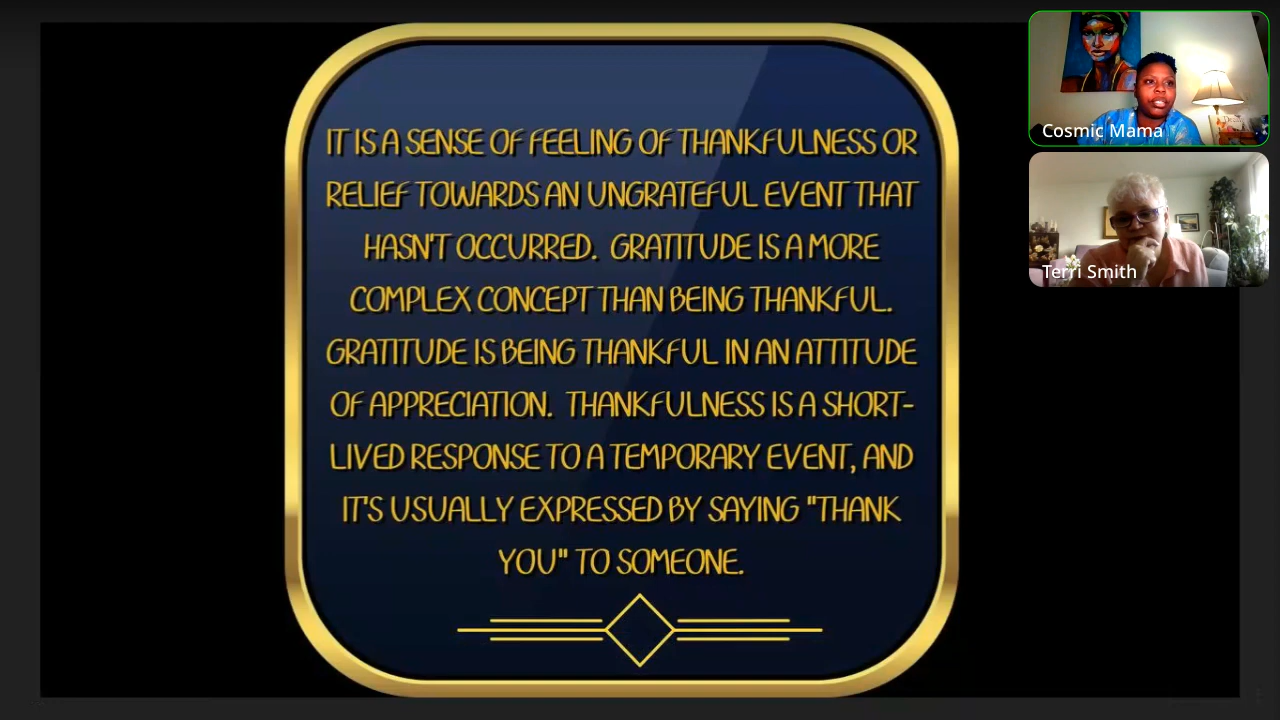 IT IS A SENSE OF FEELING OF THANKFULNESS OR
RELIEF TOWARDS AN UNGRATEFUL EVENT THAT
HASN'T OCCURRED. GRATITUDE IS A MORE
COMPLEX CONCEPT THAN BEING THANKFUL.
GRATITUDE IS BEING THANKFUL IN AN ATTITUDE
OF APPRECIATION. THANKFULNESS IS A SHORT-
LIVED RESPONSE TO A TEMPORARY EVENT, AND
IT'S USUALLY EXPRESSED BY SAYING "THANK
YOU" TO SOMEONE.
Cosmic Mama
Terri Smith